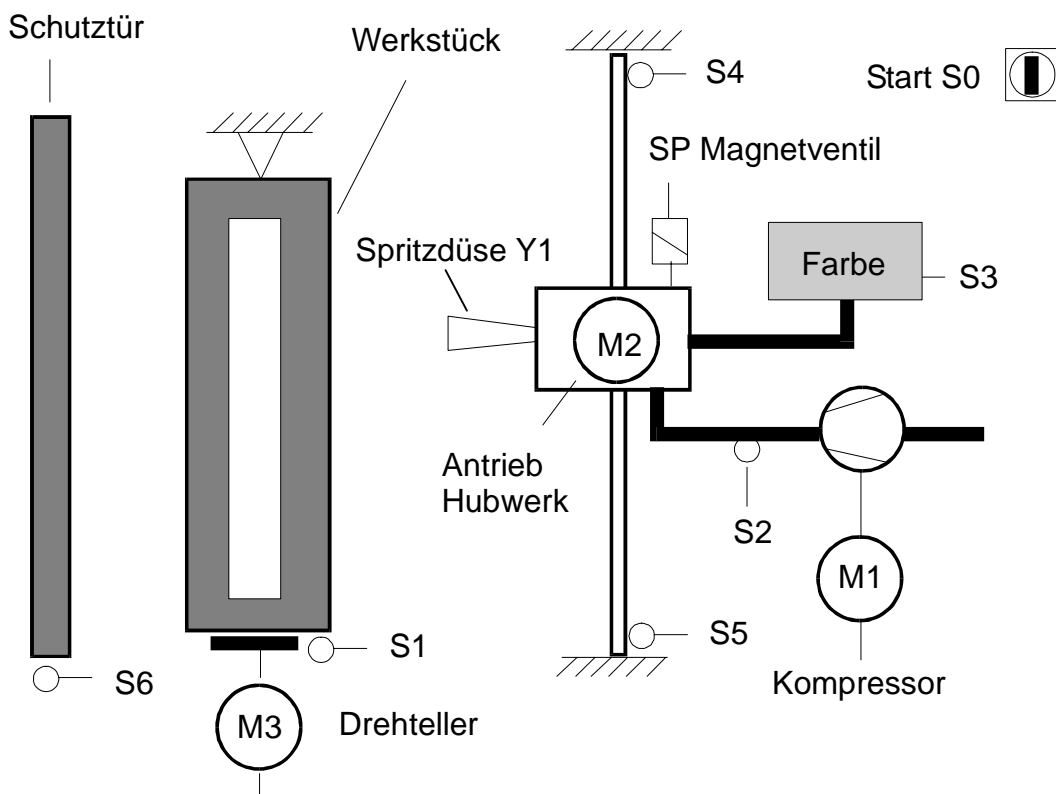 Schutztür
Werkstück
S4
Start S0
SP Magnetventil
Spritzdüse Y1
Farbe
S3
M2
Antrieb
Hubwerk
S2
M1
S5
S1
S6
Kompressor
M3
Drehteller